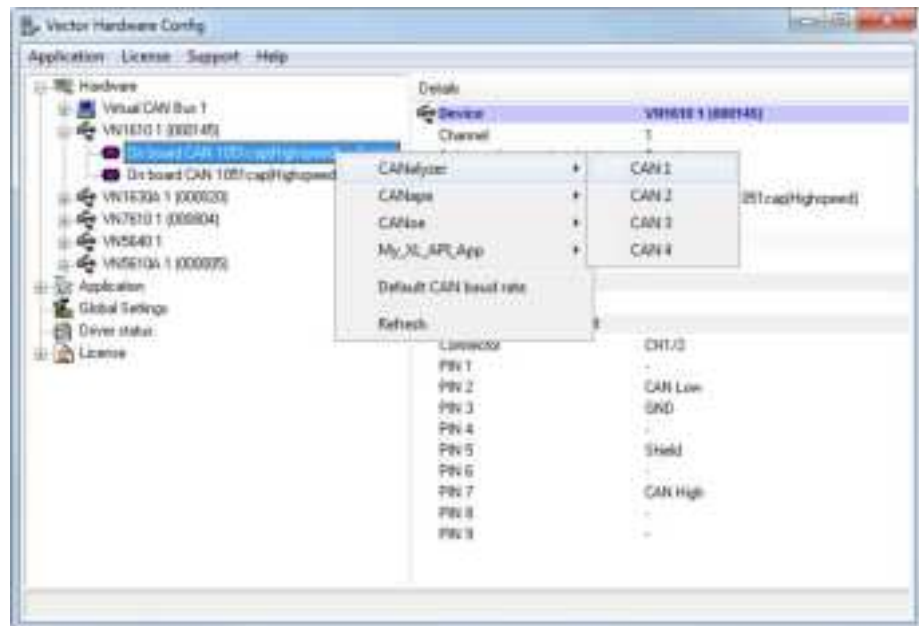 Vector Hardware Config
Application License Support Help
Hardware
Virtual CAN Bus 1
VN1610 1 (000145)
On board CAN 1051cap(Highspeed)
On board CAN 1051cap(Highspeed
VN1630A 1 (000020)
VN7610 1 (000804)
VN5640 1
VN5610A 1 (000005)
Application
Global Settings
Driver status
License
Details
Device VN1610 1 (000145)
Channel 1
051cap(Highspeed)
CANalyzer
CANape
CANoe
My_XL_API_App
Default CAN baud rate
Refresh
CAN 1
CAN 2
CAN 3
CAN 4
Connector CH1/2
PIN 1 -
PIN 2 CAN Low
PIN 3 GND
PIN 4 -
PIN 5 Shield
PIN 6 -
PIN 7 CAN High
PIN 8 -
PIN 9 -